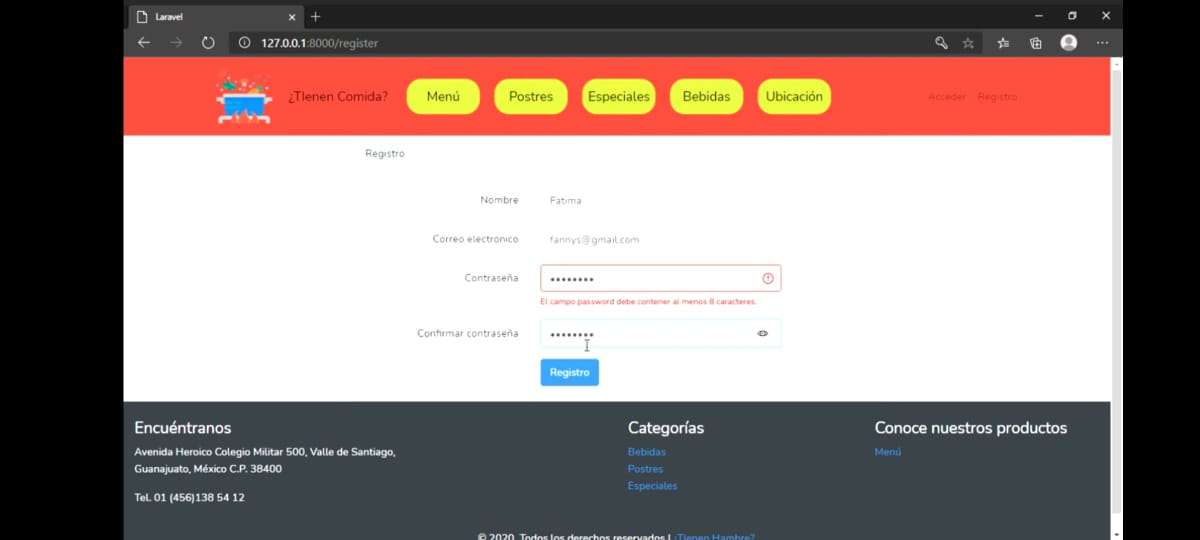 Laravel
127.0.0.1:8000/register
¿TIenen Comida?
Menú
Postres
Especiales
Bebidas
Ubicación
Acceder
Registro
Registro
Nombre
Fatima
Correo electrónico
fannys@gmail.com
Contraseña
••••••••
El campo password debe contener al menos 8 caracteres.
Confirmar contraseña
••••••••
Registro
Encuéntranos
Avenida Heroico Colegio Militar 500, Valle de Santiago,
Guanajuato, México C.P. 38400
Tel. 01 (456)138 54 12
Categorías
Bebidas
Postres
Especiales
Conoce nuestros productos
Menú
© 2020. Todos los derechos reservados | ¿TIenen Hambre?